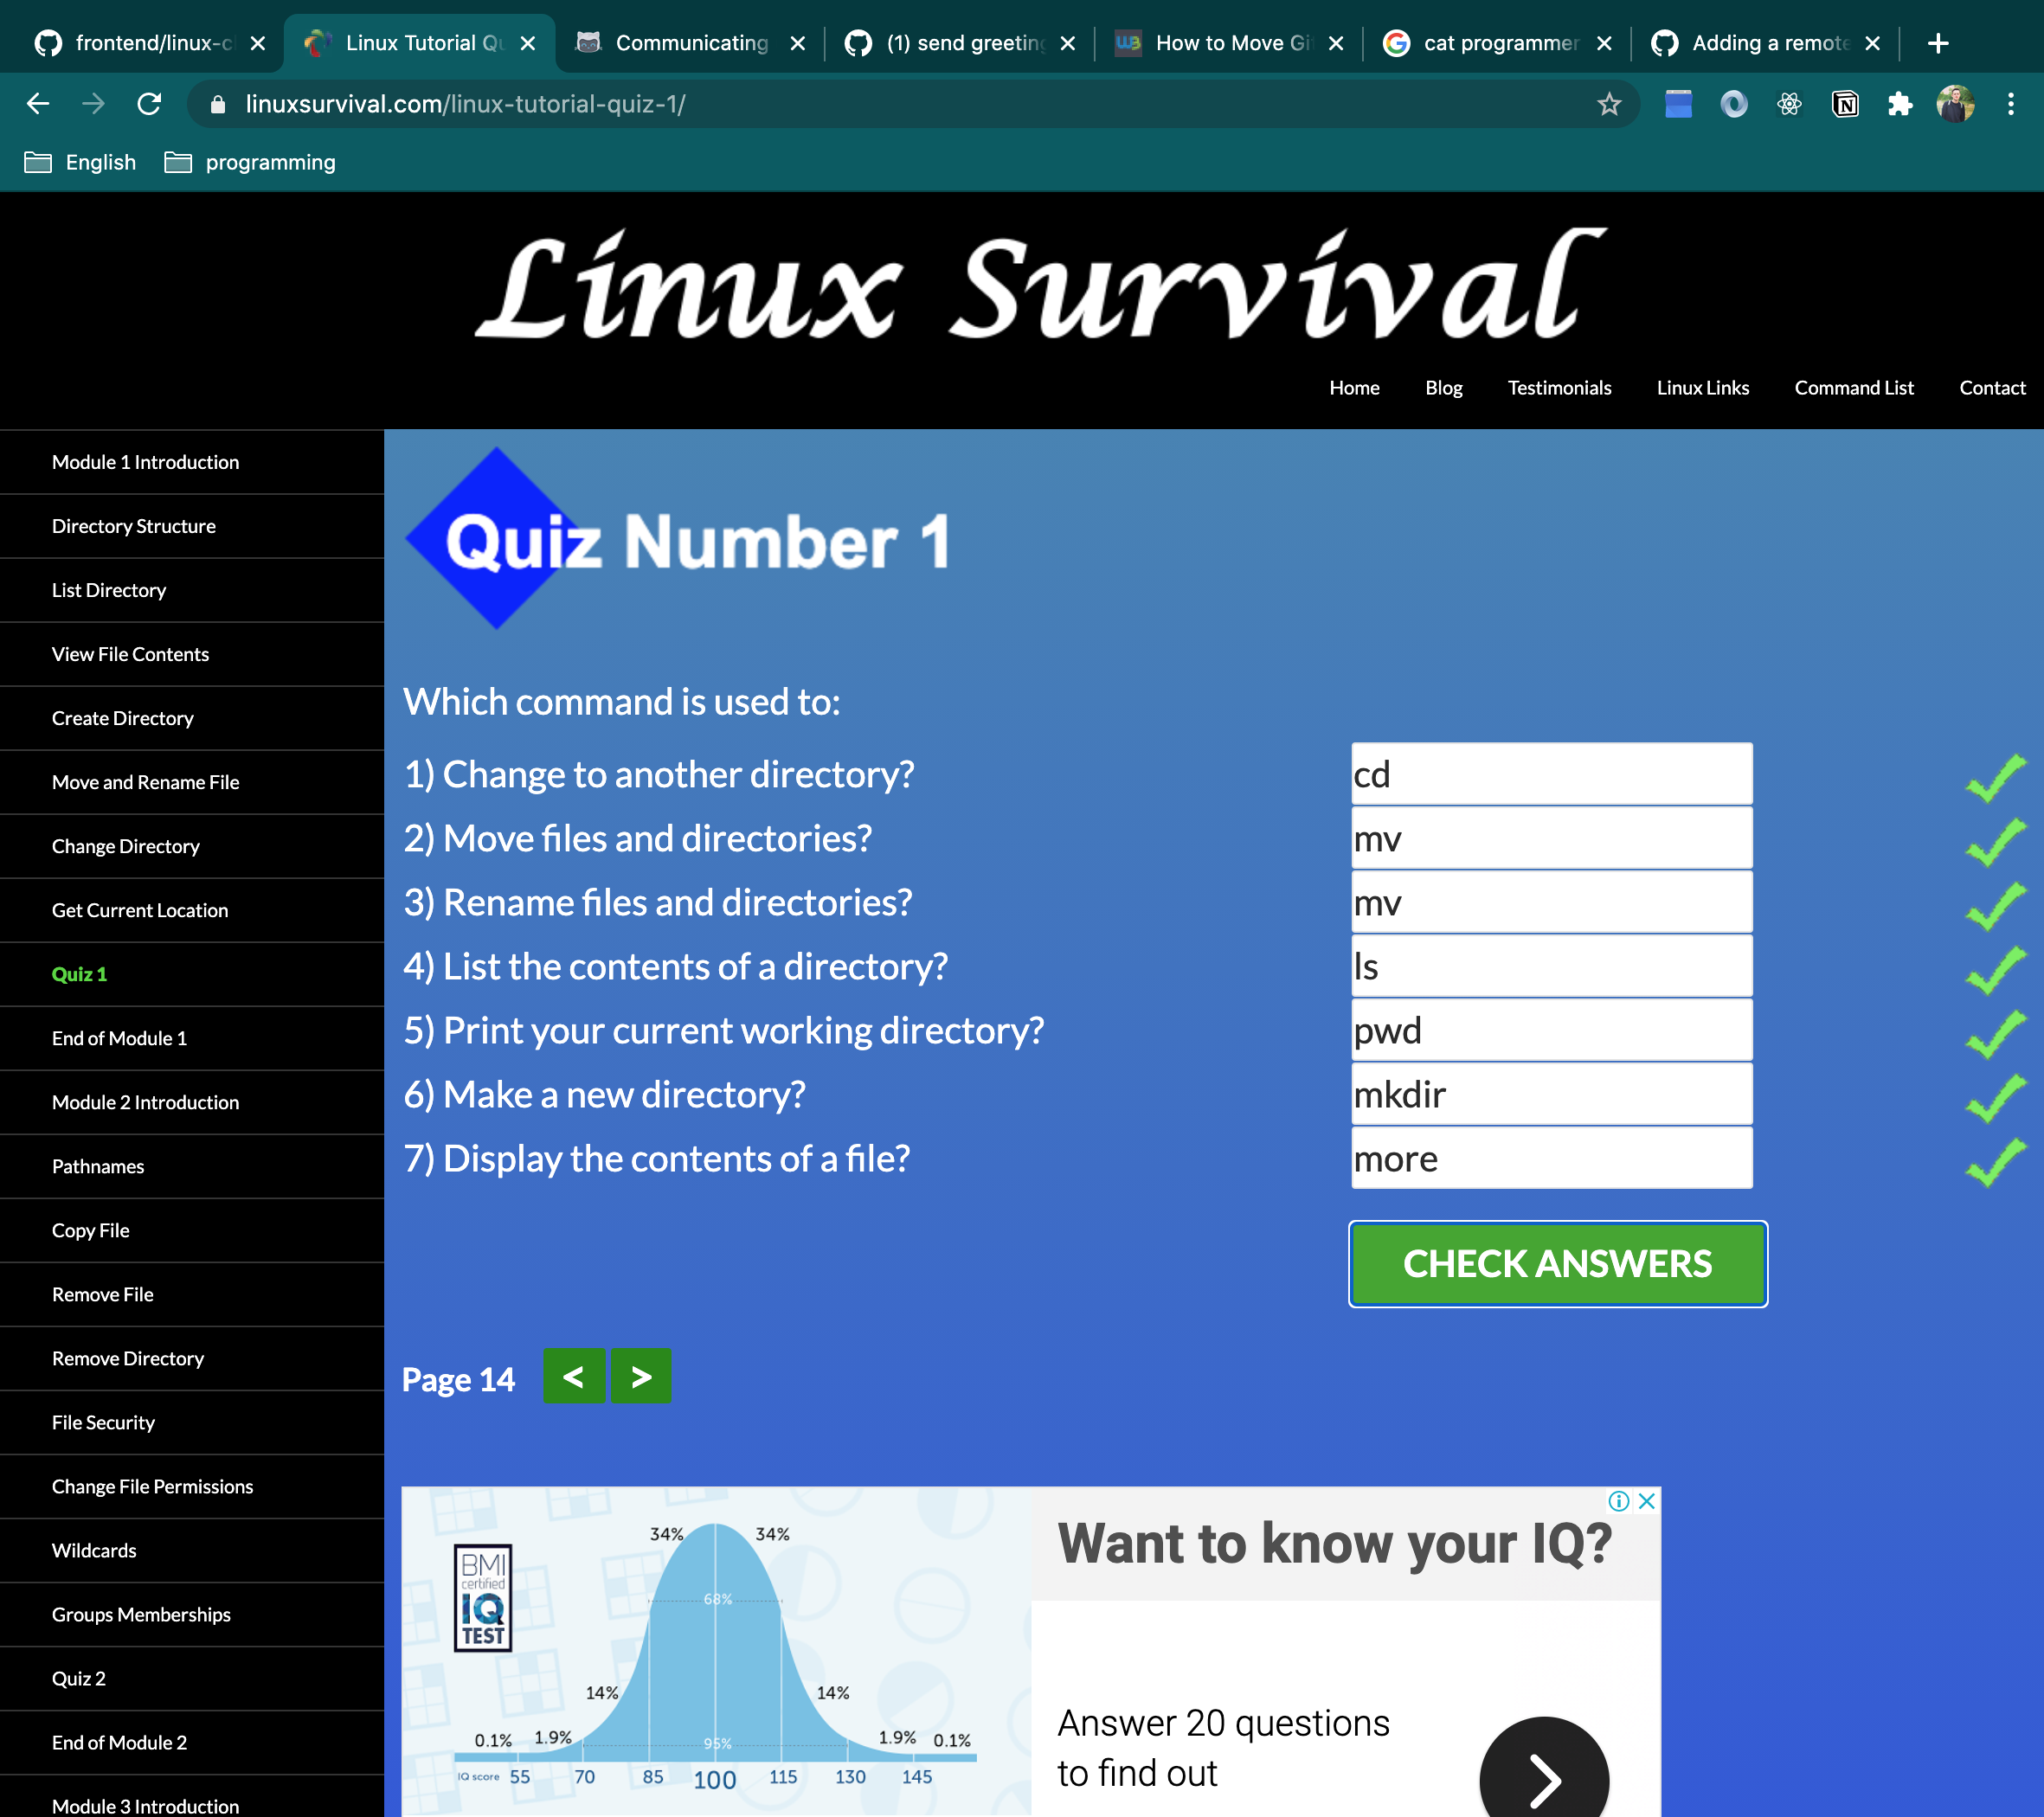 frontend/linux-c
Linux Tutorial Qu
Communicating
(1) send greeting
How to Move Gi
cat programmer
Adding a remote
linuxsurvival.com/linux-tutorial-quiz-1/
English
programming
Linux Survival
Home
Blog
Testimonials
Linux Links
Command List
Contact
Module 1 Introduction
Directory Structure
List Directory
View File Contents
Create Directory
Move and Rename File
Change Directory
Get Current Location
Quiz 1
End of Module 1
Module 2 Introduction
Pathnames
Copy File
Remove File
Remove Directory
File Security
Change File Permissions
Wildcards
Groups Memberships
Quiz 2
End of Module 2
Module 3 Introduction
Quiz Number 1
Which command is used to:
1) Change to another directory? cd
2) Move files and directories? mv
3) Rename files and directories? mv
4) List the contents of a directory? ls
5) Print your current working directory? pwd
6) Make a new directory? mkdir
7) Display the contents of a file? more
CHECK ANSWERS
Page 14 < >
BMI
certified
IQ
TEST
34% 34%
68%
14% 14%
0.1% 1.9% 95% 1.9% 0.1%
IQ score 55 70 85 100 115 130 145
Want to know your IQ?
Answer 20 questions
to find out